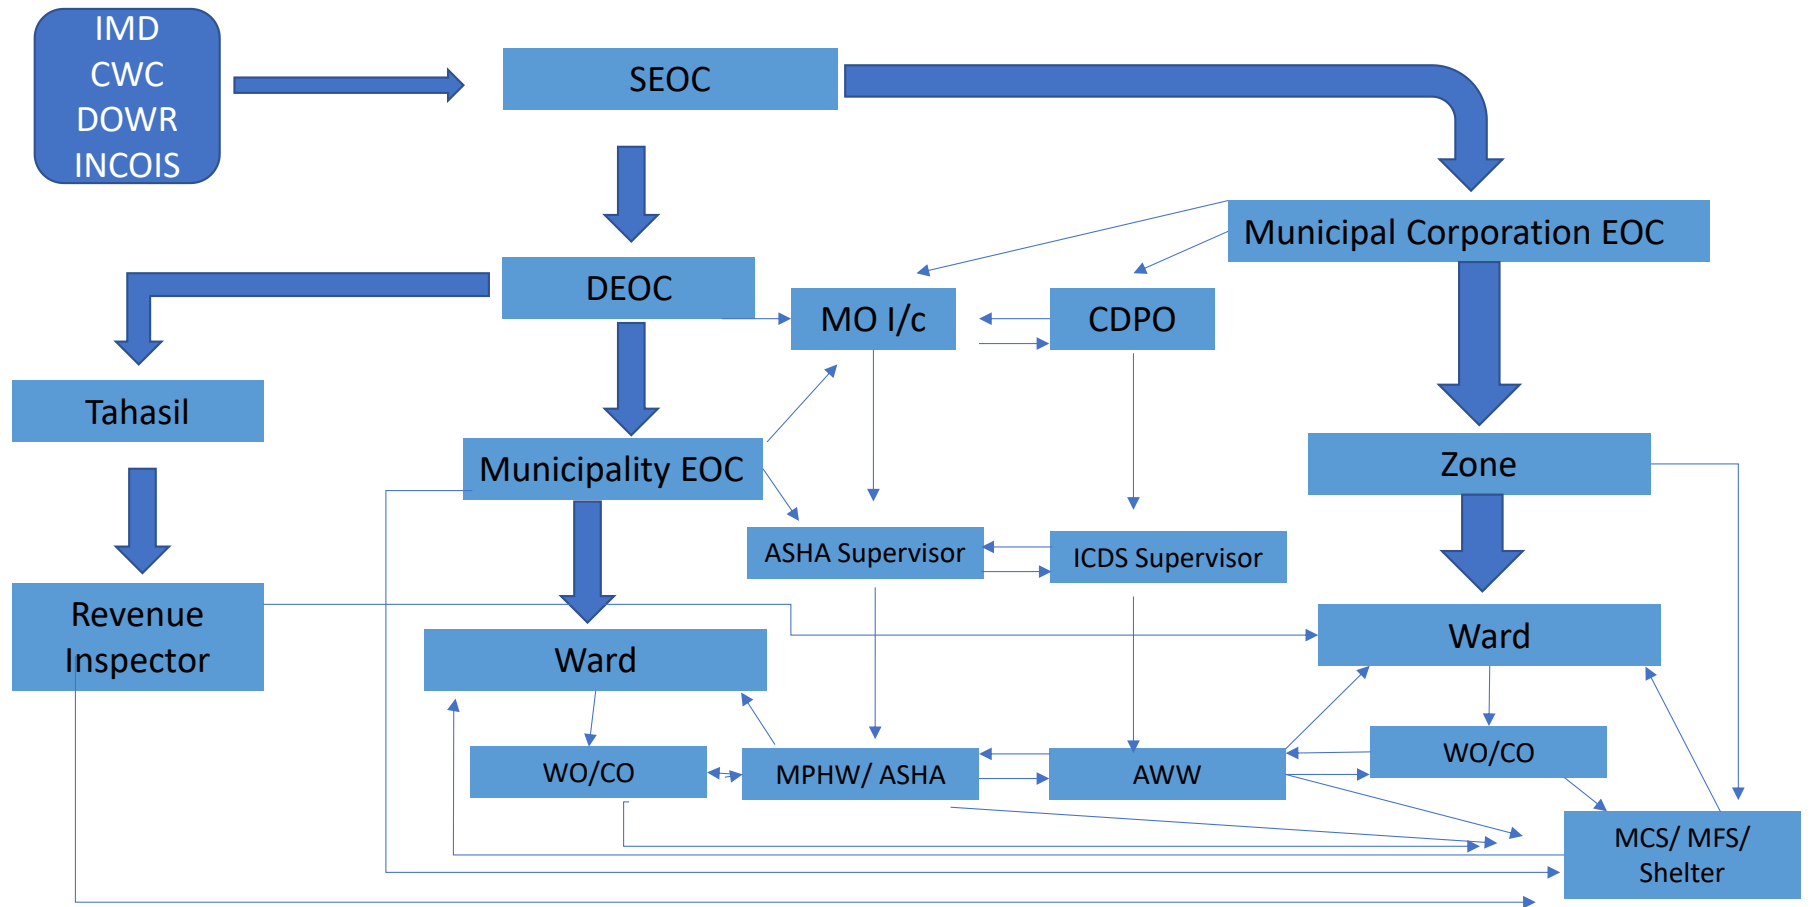 IMD
CWC
DOWR
INCOIS
SEOC
Municipal Corporation EOC
DEOC
MO I/c
CDPO
Tahasil
Municipality EOC
Zone
ASHA Supervisor
ICDS Supervisor
Revenue
Inspector
Ward
Ward
WO/CO
MPHW/ ASHA
AWW
WO/CO
MCS/ MFS/
Shelter